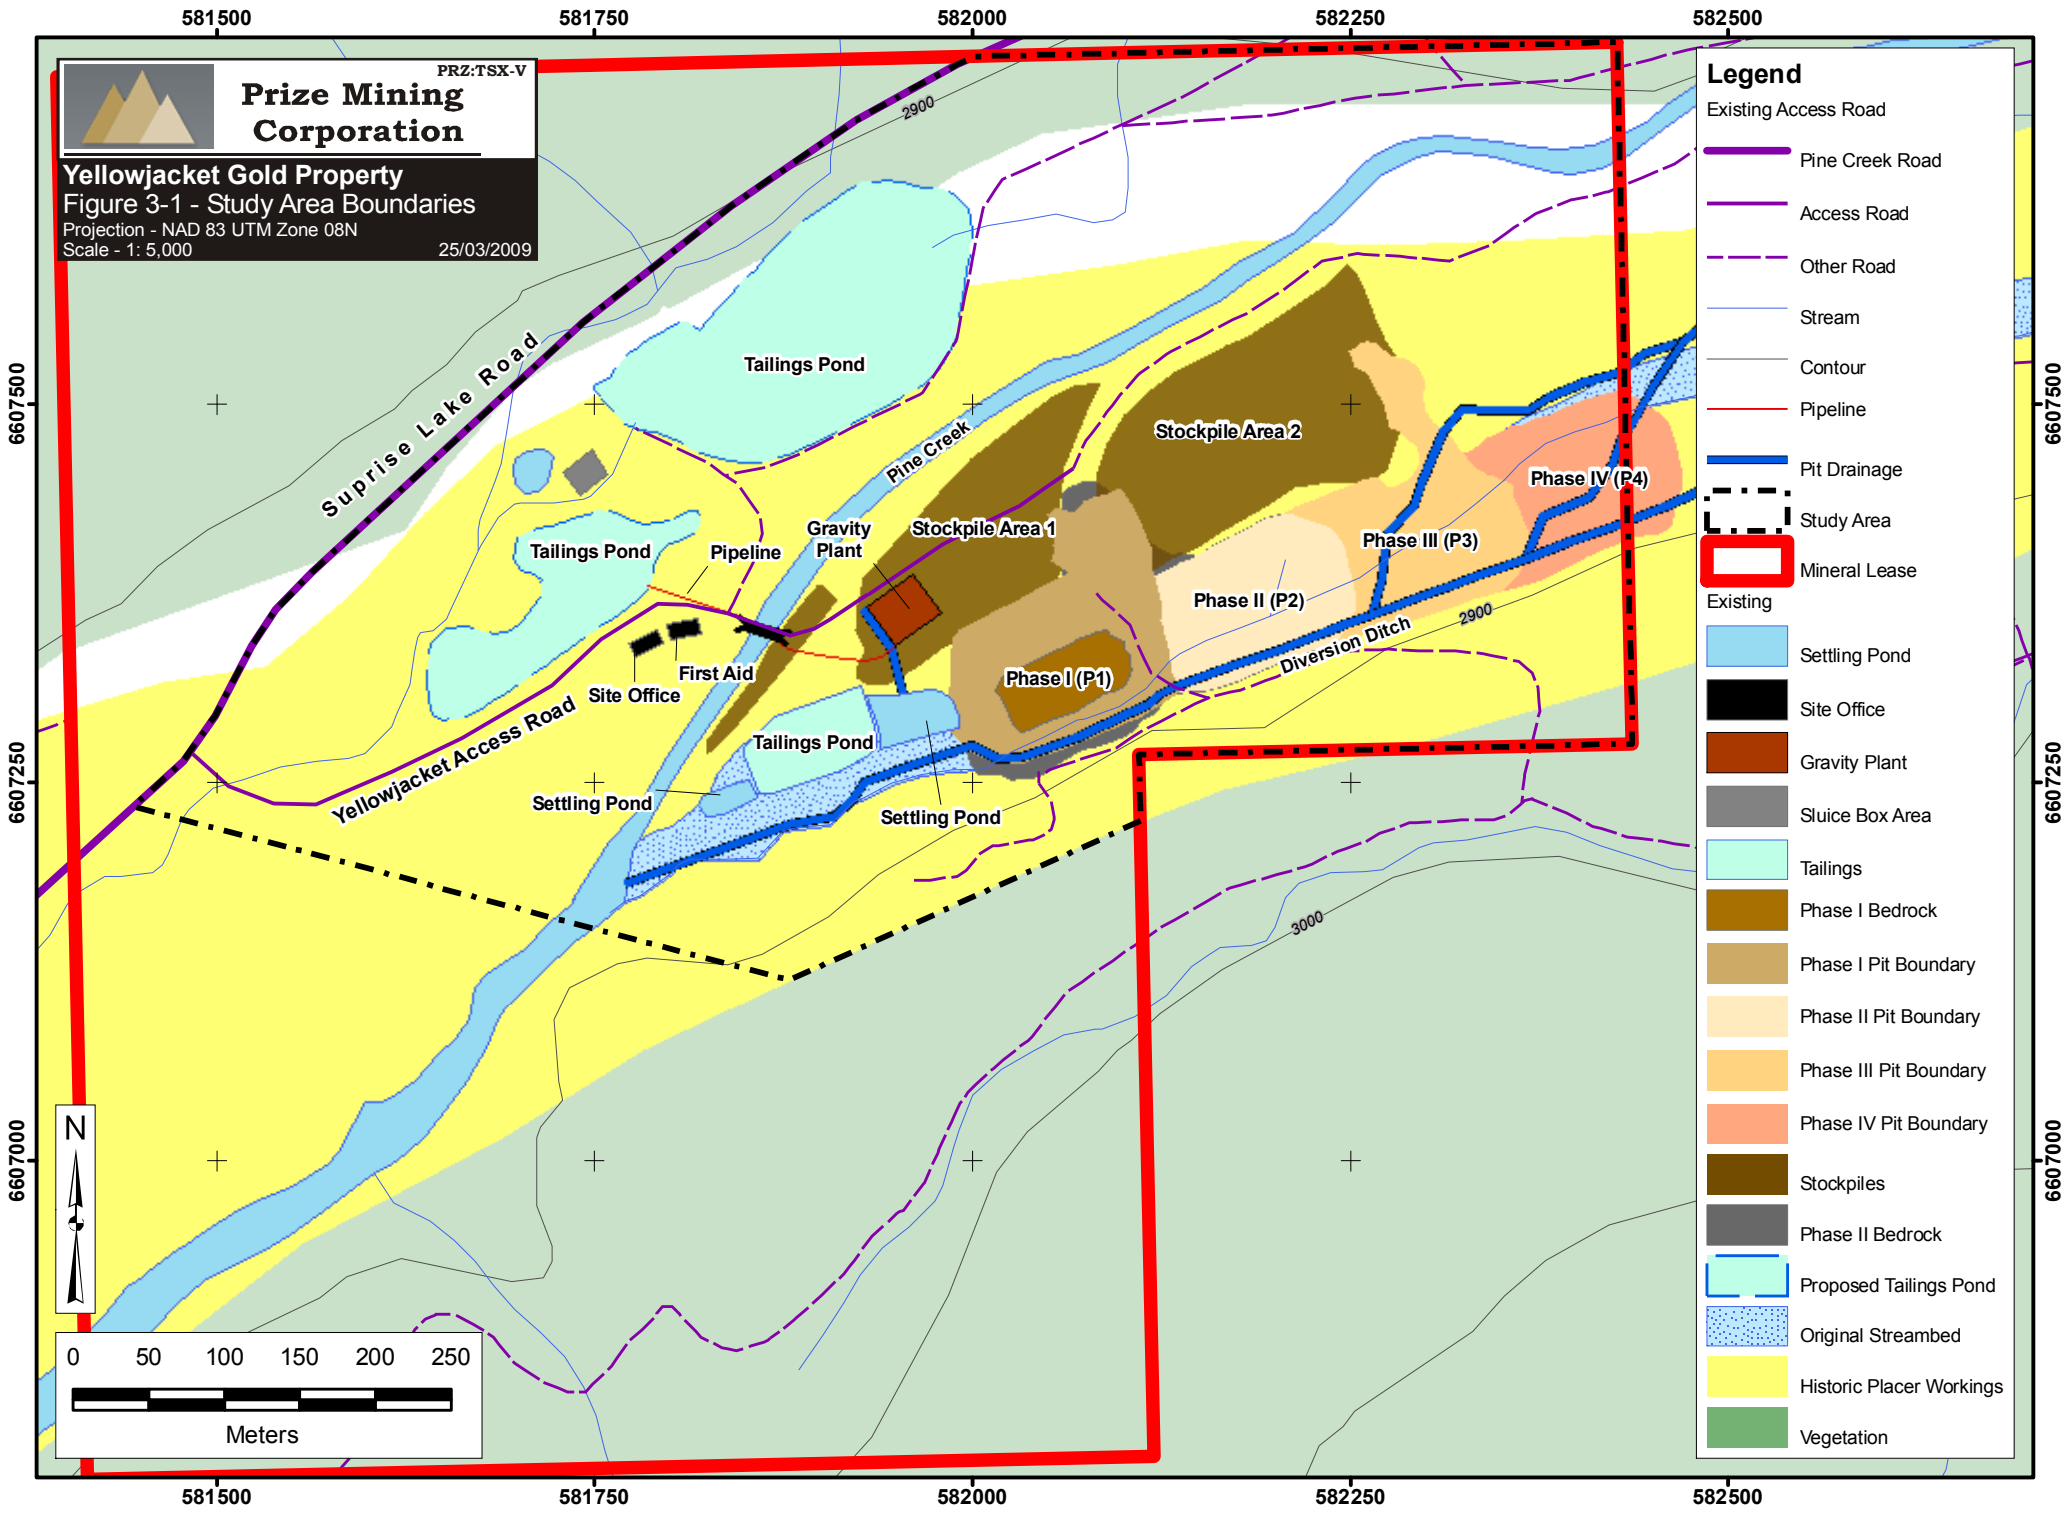 581500
581750
582000
582250
582500
PRZ:TSX-V
Prize Mining
Corporation
Yellowjacket Gold Property
Figure 3-1 - Study Area Boundaries
Projection - NAD 83 UTM Zone 08N
Scale - 1: 5,000
25/03/2009
2900
Suprise Lake Road
Tailings Pond
Pine Creek
Stockpile Area 2
Stockpile Area 1
Gravity
Plant
Tailings Pond
Pipeline
Phase IV (P4)
Phase III (P3)
Phase II (P2)
2900
Diversion Ditch
Phase I (P1)
First Aid
Site Office
Yellowjacket Access Road
Tailings Pond
Settling Pond
Settling Pond
3000
6607500
6607250
6607000
6607500
6607250
6607000
N
0 50 100 150 200 250
Meters
Legend
Existing Access Road
Pine Creek Road
Access Road
Other Road
Stream
Contour
Pipeline
Pit Drainage
Study Area
Mineral Lease
Existing
Settling Pond
Site Office
Gravity Plant
Sluice Box Area
Tailings
Phase I Bedrock
Phase I Pit Boundary
Phase II Pit Boundary
Phase III Pit Boundary
Phase IV Pit Boundary
Stockpiles
Phase II Bedrock
Proposed Tailings Pond
Original Streambed
Historic Placer Workings
Vegetation
581500
581750
582000
582250
582500